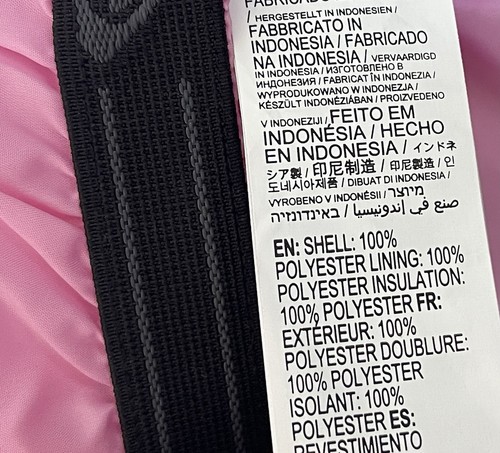 FABRICADO
/ HERGESTELLT IN INDONESIEN /
FABBRICATO IN
INDONESIA / FABRICADO
NA INDONESIA / VERVAARDIGD
IN INDONESIA / ИЗГОТОВЛЕНО В
ИНДОНЕЗИИ / FABRICAT ÎN INDONEZIA /
WYPRODUKOWANO W INDONEZJA /
KÉSZÜLT INDONÉZIÁBAN / PROIZVEDENO
V INDONEZIJI / FEITO EM
INDONÉSIA / HECHO
EN INDONESIA / インドネ
シア製 / 印尼制造 / 印尼製造 / 인
도네시아제품 / DIBUAT DI INDONESIA /
VYROBENO V INDONÉSII / מיוצר
באינדונזיה / صنع في إندونيسيا
EN: SHELL: 100%
POLYESTER LINING: 100%
POLYESTER INSULATION:
100% POLYESTER FR:
EXTÉRIEUR: 100%
POLYESTER DOUBLURE:
100% POLYESTER
ISOLANT: 100%
POLYESTER ES:
REVESTIMIENTO